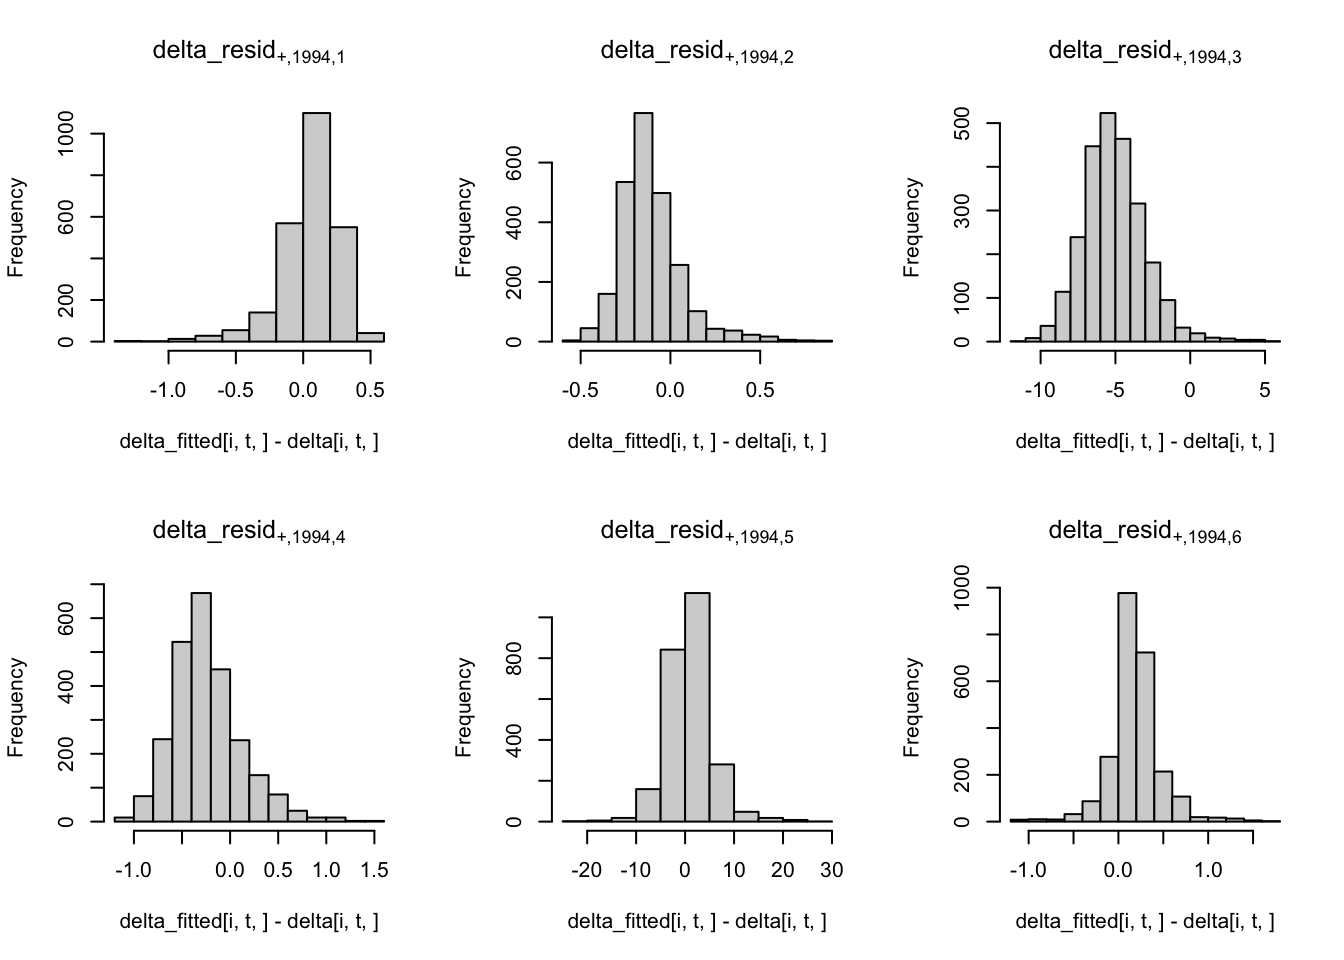 delta_resid+,1994,1
Frequency
0
200
600
1000
-1.0 -0.5 0.0 0.5
delta_fitted[i, t, ] - delta[i, t, ]
delta_resid+,1994,2
Frequency
0
200
400
600
-0.5 0.0 0.5
delta_fitted[i, t, ] - delta[i, t, ]
delta_resid+,1994,3
Frequency
0
100
300
500
-10 -5 0 5
delta_fitted[i, t, ] - delta[i, t, ]
delta_resid+,1994,4
Frequency
0
200
400
600
-1.0 0.0 0.5 1.0 1.5
delta_fitted[i, t, ] - delta[i, t, ]
delta_resid+,1994,5
Frequency
0
400
800
-20 -10 0 10 20 30
delta_fitted[i, t, ] - delta[i, t, ]
delta_resid+,1994,6
Frequency
0
200
600
1000
-1.0 0.0 1.0
delta_fitted[i, t, ] - delta[i, t, ]